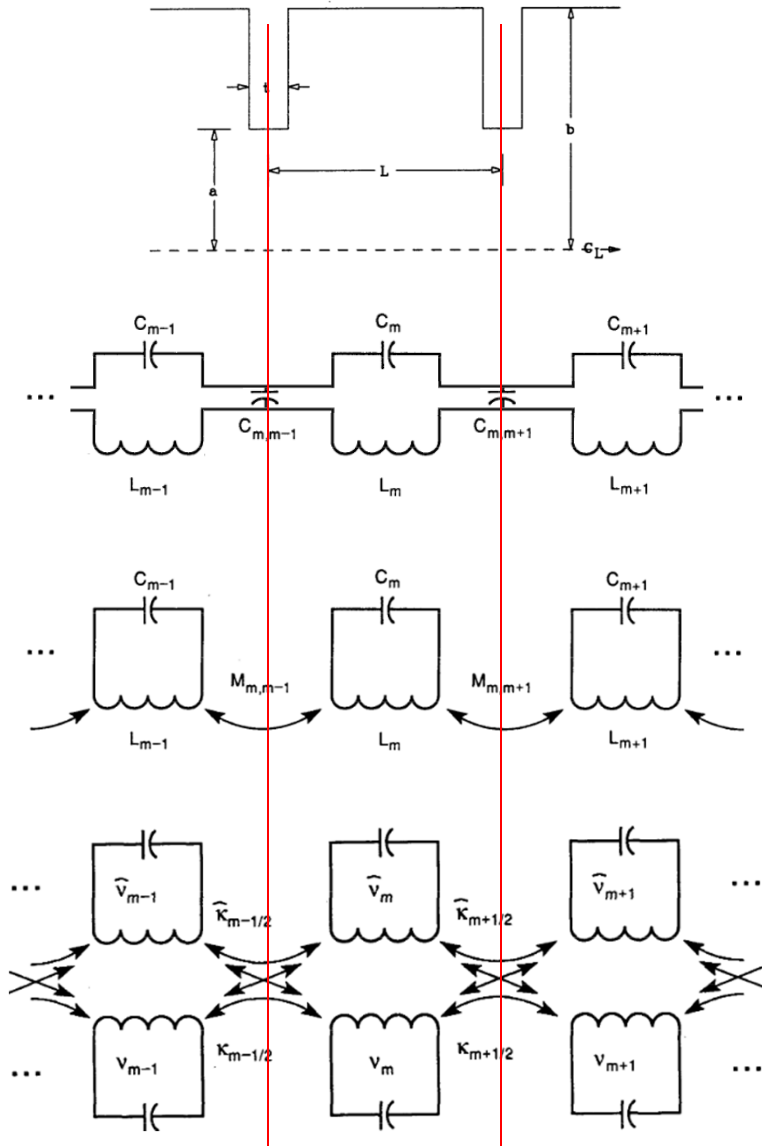 t
b
L
a
C_L
C_{m-1} C_m C_{m+1}
... C_{m,m-1} C_{m,m+1} ...
L_{m-1} L_m L_{m+1}
C_{m-1} C_m C_{m+1}
... M_{m,m-1} M_{m,m+1} ...
L_{m-1} L_m L_{m+1}
... ν̂_{m-1} κ̂_{m-1/2} ν̂_m κ̂_{m+1/2} ν̂_{m+1} ...
... ν_{m-1} κ_{m-1/2} ν_m κ_{m+1/2} ν_{m+1} ...